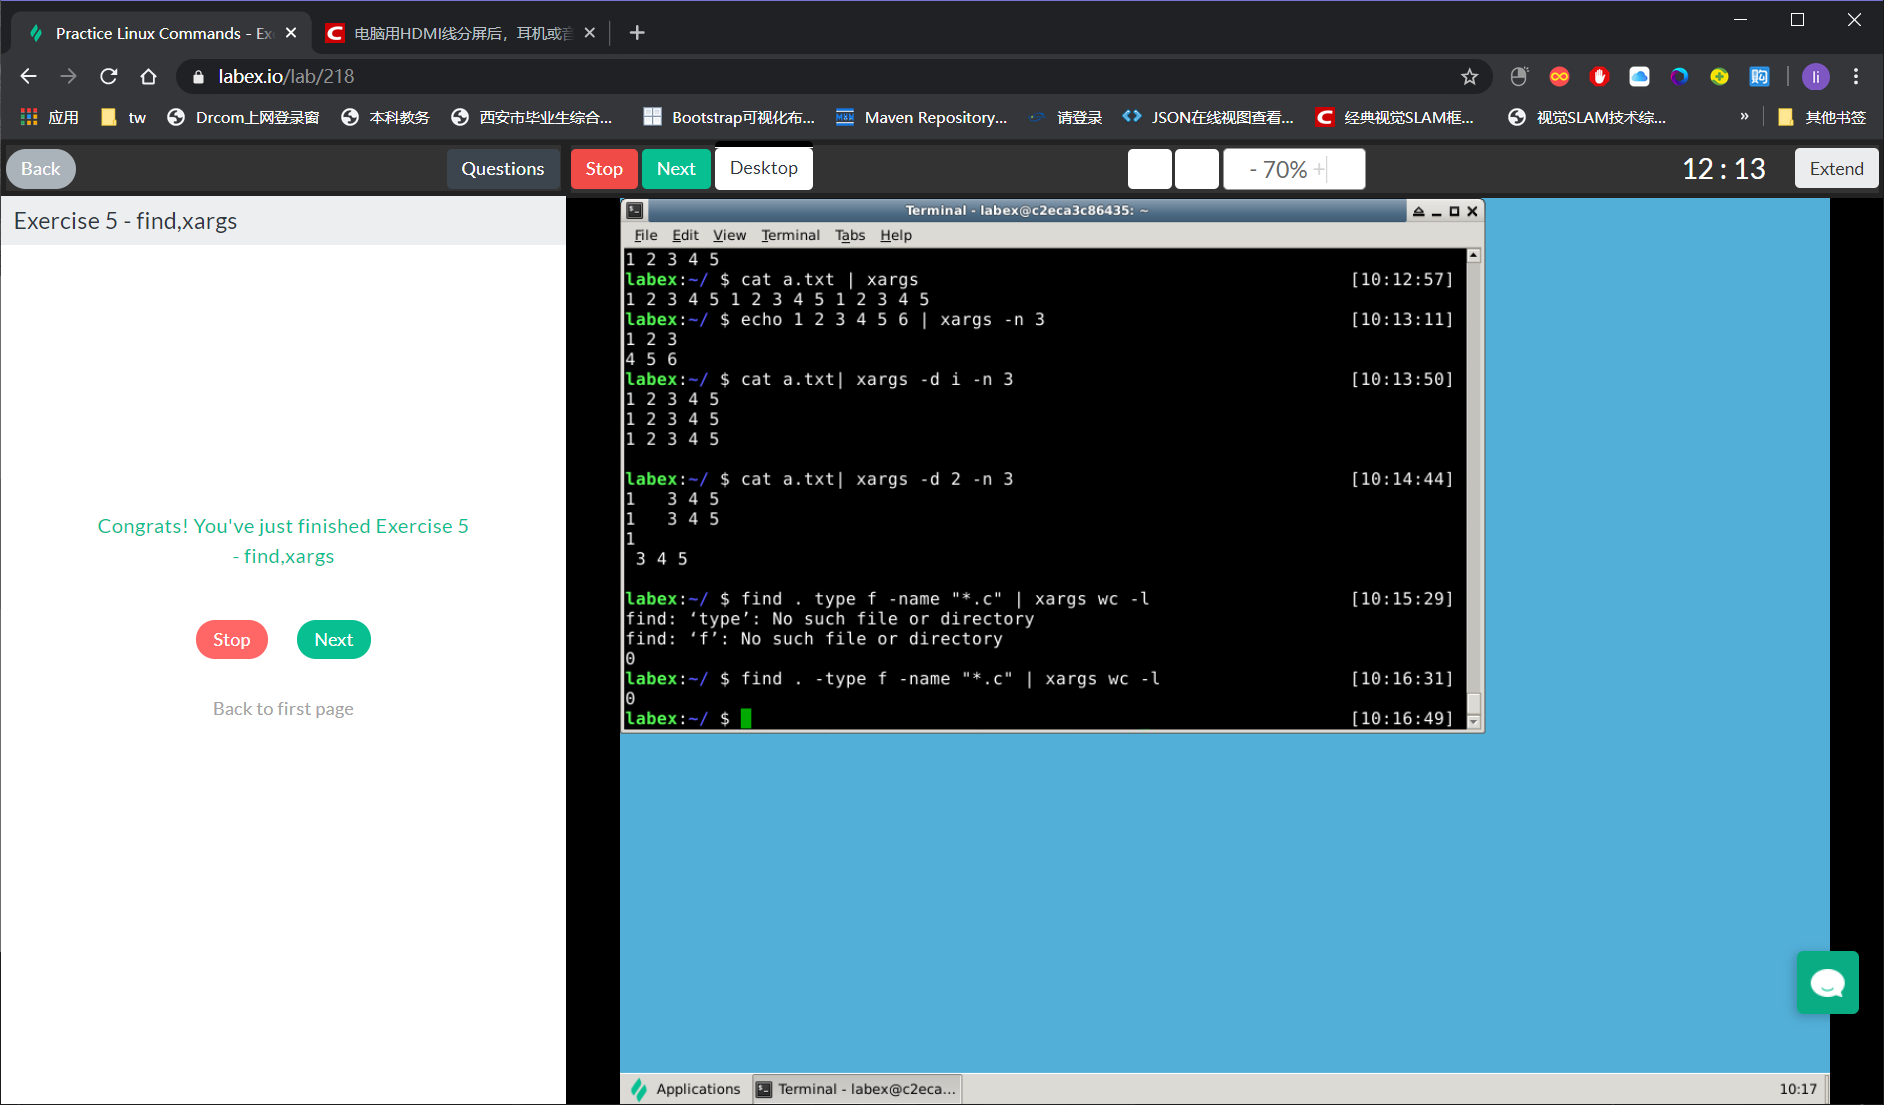 Practice Linux Commands - Ex
电脑用HDMI线分屏后，耳机或音
labex.io/lab/218
li
应用
tw
Drcom上网登录窗
本科教务
西安市毕业生综合...
Bootstrap可视化布...
Maven Repository...
请登录
JSON在线视图查看...
经典视觉SLAM框...
视觉SLAM技术综...
»
其他书签
Back
Questions
Stop
Next
Desktop
- 70% +
12 : 13
Extend
Exercise 5 - find,xargs
Congrats! You've just finished Exercise 5
- find,xargs
Stop
Next
Back to first page
Terminal - labex@c2eca3c86435: ~
File Edit View Terminal Tabs Help
1 2 3 4 5
labex:~/ $ cat a.txt | xargs [10:12:57]
1 2 3 4 5 1 2 3 4 5 1 2 3 4 5
labex:~/ $ echo 1 2 3 4 5 6 | xargs -n 3 [10:13:11]
1 2 3
4 5 6
labex:~/ $ cat a.txt| xargs -d i -n 3 [10:13:50]
1 2 3 4 5
1 2 3 4 5
1 2 3 4 5
labex:~/ $ cat a.txt| xargs -d 2 -n 3 [10:14:44]
1   3 4 5
1   3 4 5
1
 3 4 5
labex:~/ $ find . type f -name "*.c" | xargs wc -l [10:15:29]
find: ‘type’: No such file or directory
find: ‘f’: No such file or directory
0
labex:~/ $ find . -type f -name "*.c" | xargs wc -l [10:16:31]
0
labex:~/ $ [10:16:49]
Applications
Terminal - labex@c2eca...
10:17